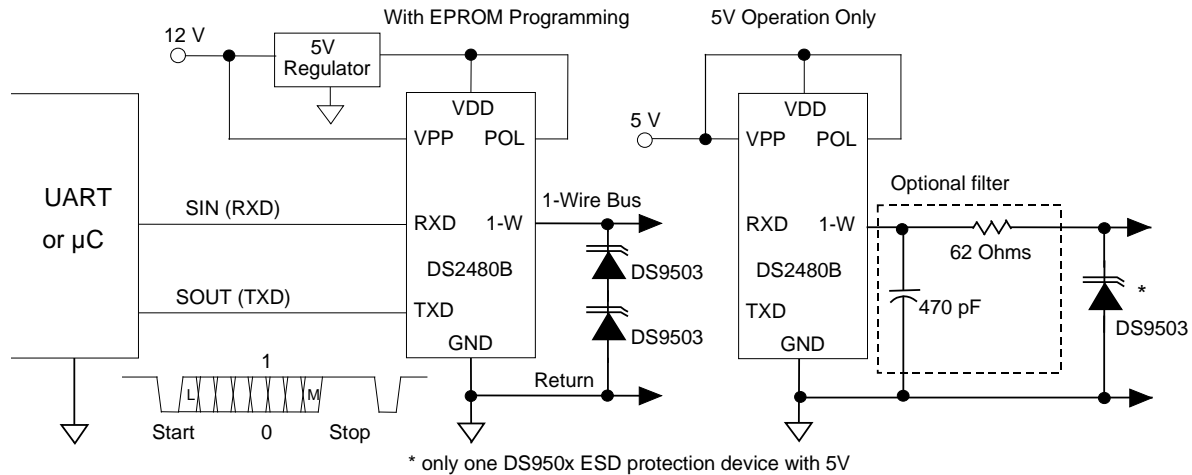 With EPROM Programming
5V Operation Only
12 V
5V
Regulator
VDD
VPP
POL
UART
or µC
SIN (RXD)
RXD
1-W
1-Wire Bus
DS2480B
DS9503
SOUT (TXD)
TXD
DS9503
GND
Return
1
L
M
Start
0
Stop
5 V
VDD
VPP
POL
Optional filter
RXD
1-W
62 Ohms
DS2480B
470 pF
*
DS9503
TXD
GND
* only one DS950x ESD protection device with 5V